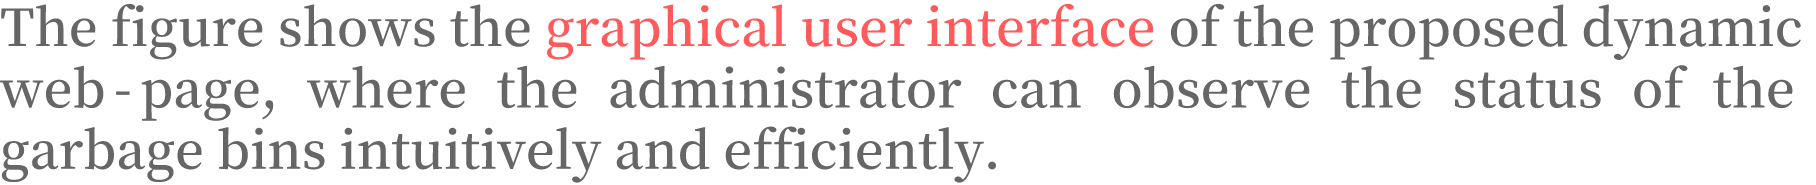 The figure shows the graphical user interface of the proposed dynamic
web-page, where the administrator can observe the status of the
garbage bins intuitively and efficiently.